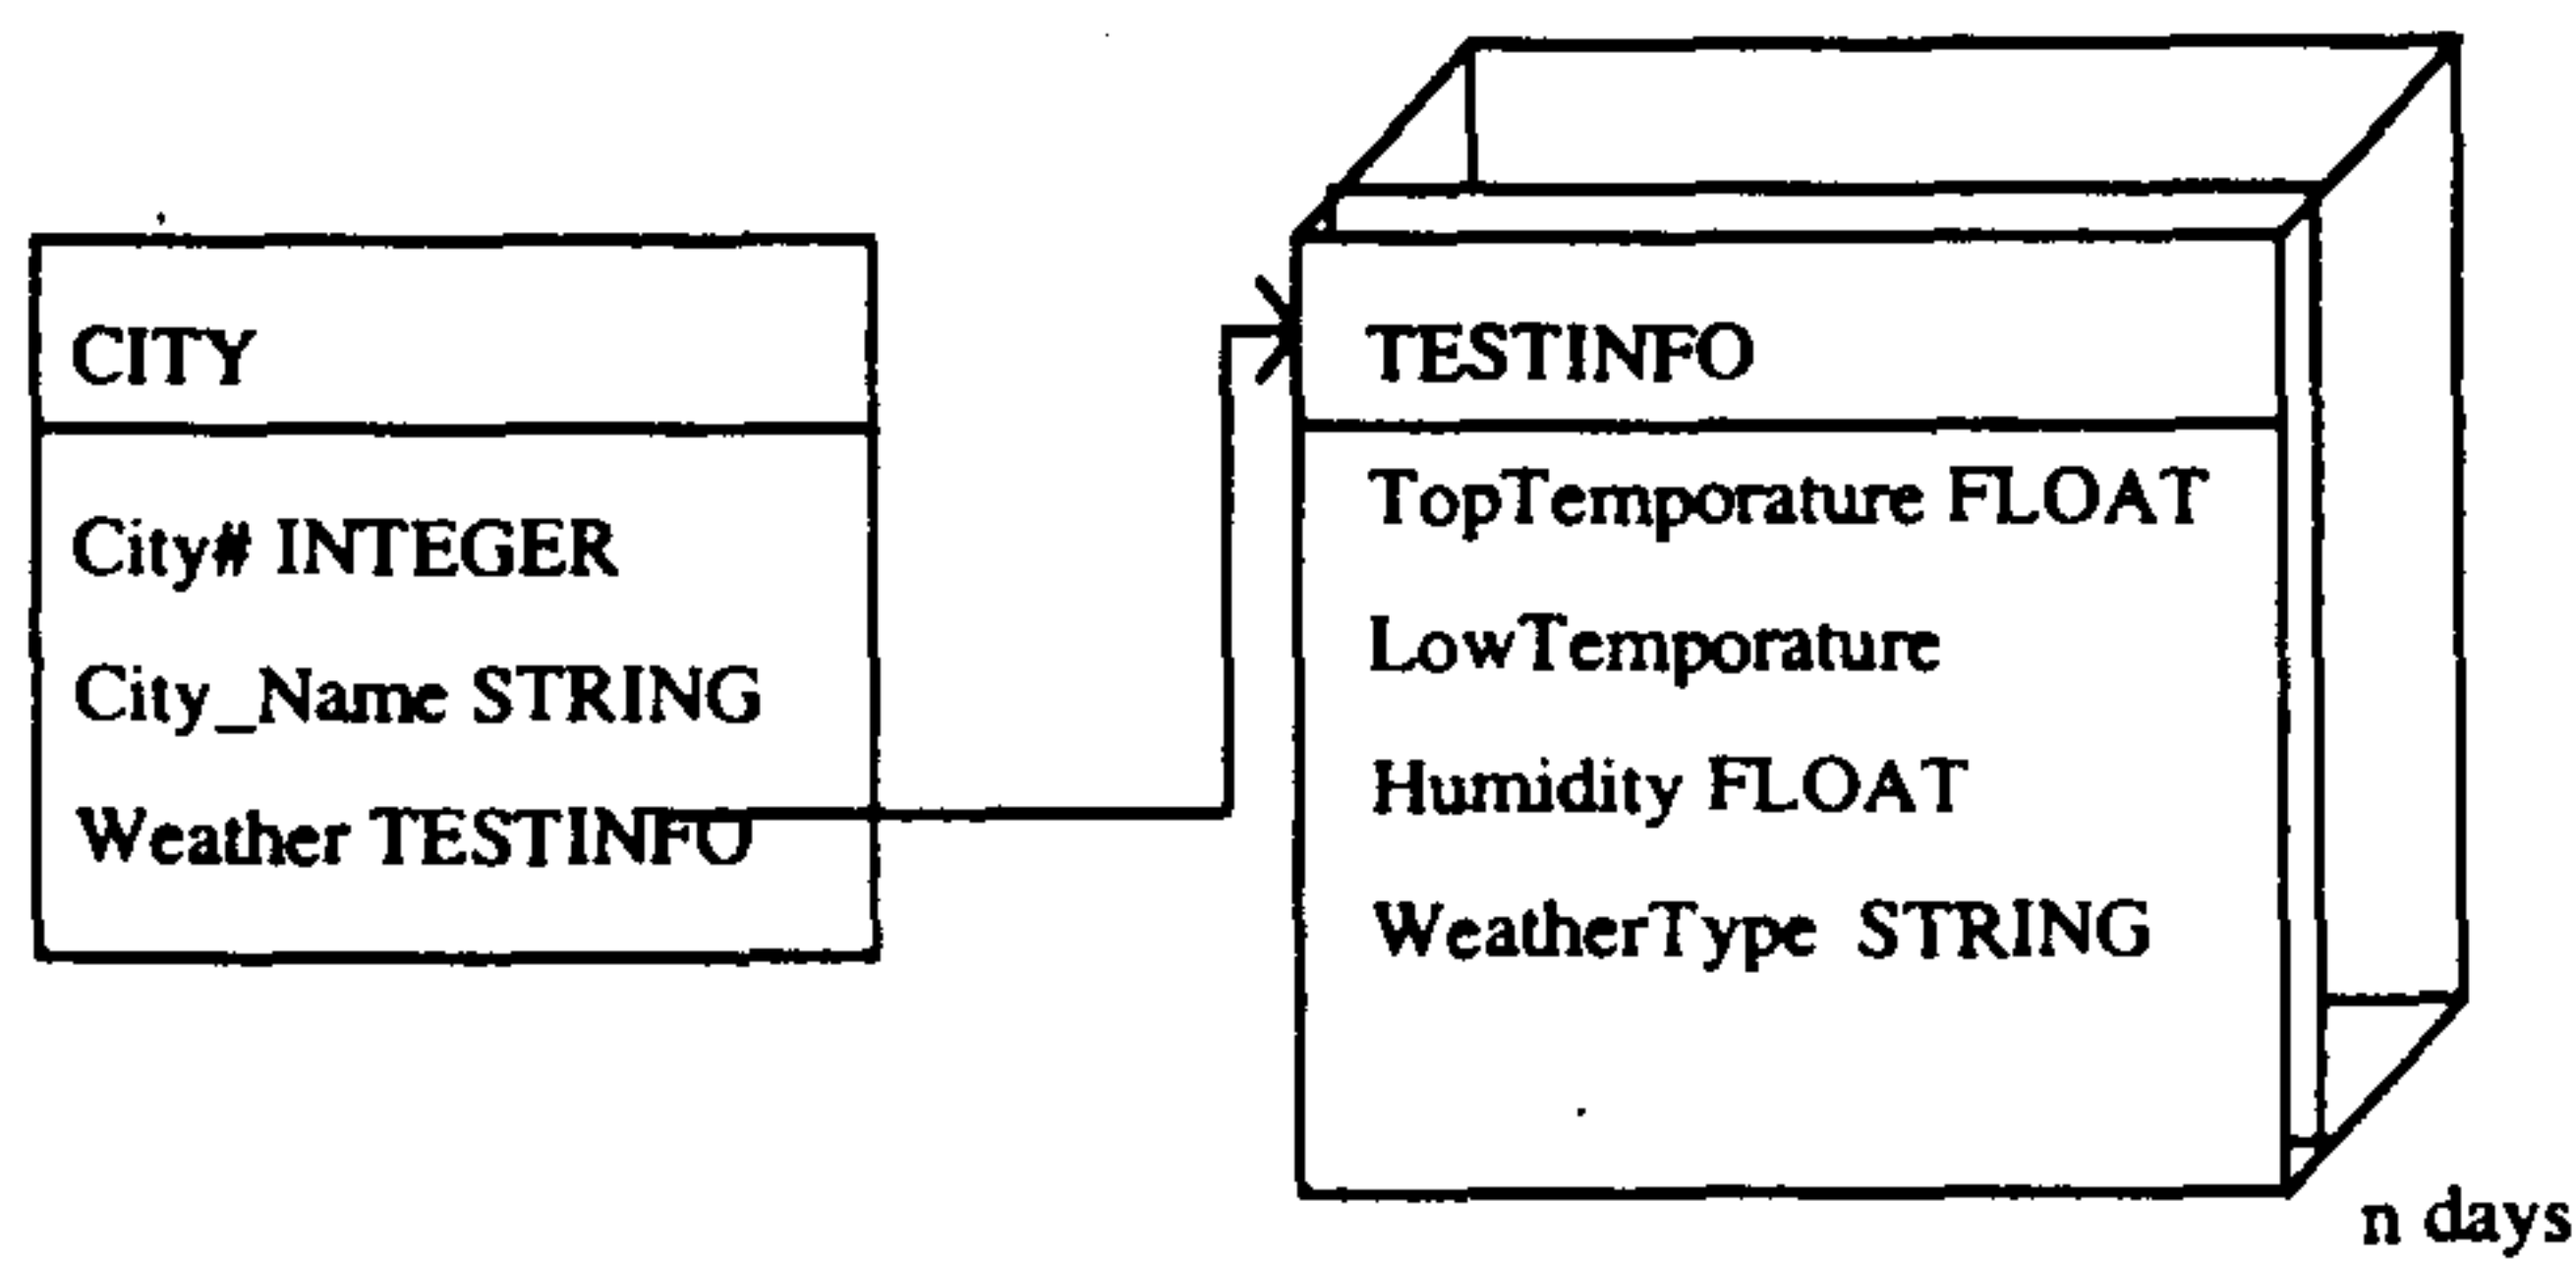 CITY
City# INTEGER
City_Name STRING
Weather TESTINFO
TESTINFO
TopTemporature FLOAT
LowTemporature
Humidity FLOAT
WeatherType STRING
n days